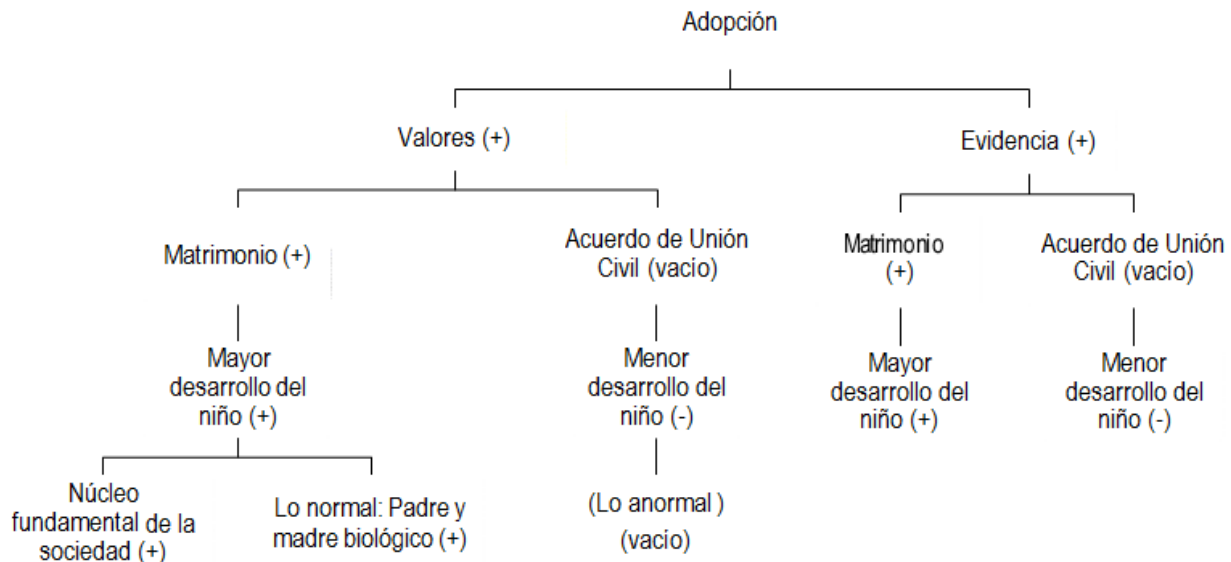 Adopción
Valores (+)
Evidencia (+)
Matrimonio (+)
Acuerdo de Unión
Civil (vacío)
Matrimonio
(+)
Acuerdo de Unión
Civil (vacío)
Mayor
desarrollo del
niño (+)
Menor
desarrollo del
niño (-)
Mayor
desarrollo del
niño (+)
Menor
desarrollo del
niño (-)
Núcleo
fundamental de la
sociedad (+)
Lo normal: Padre y
madre biológico (+)
(Lo anormal )
(vacío)